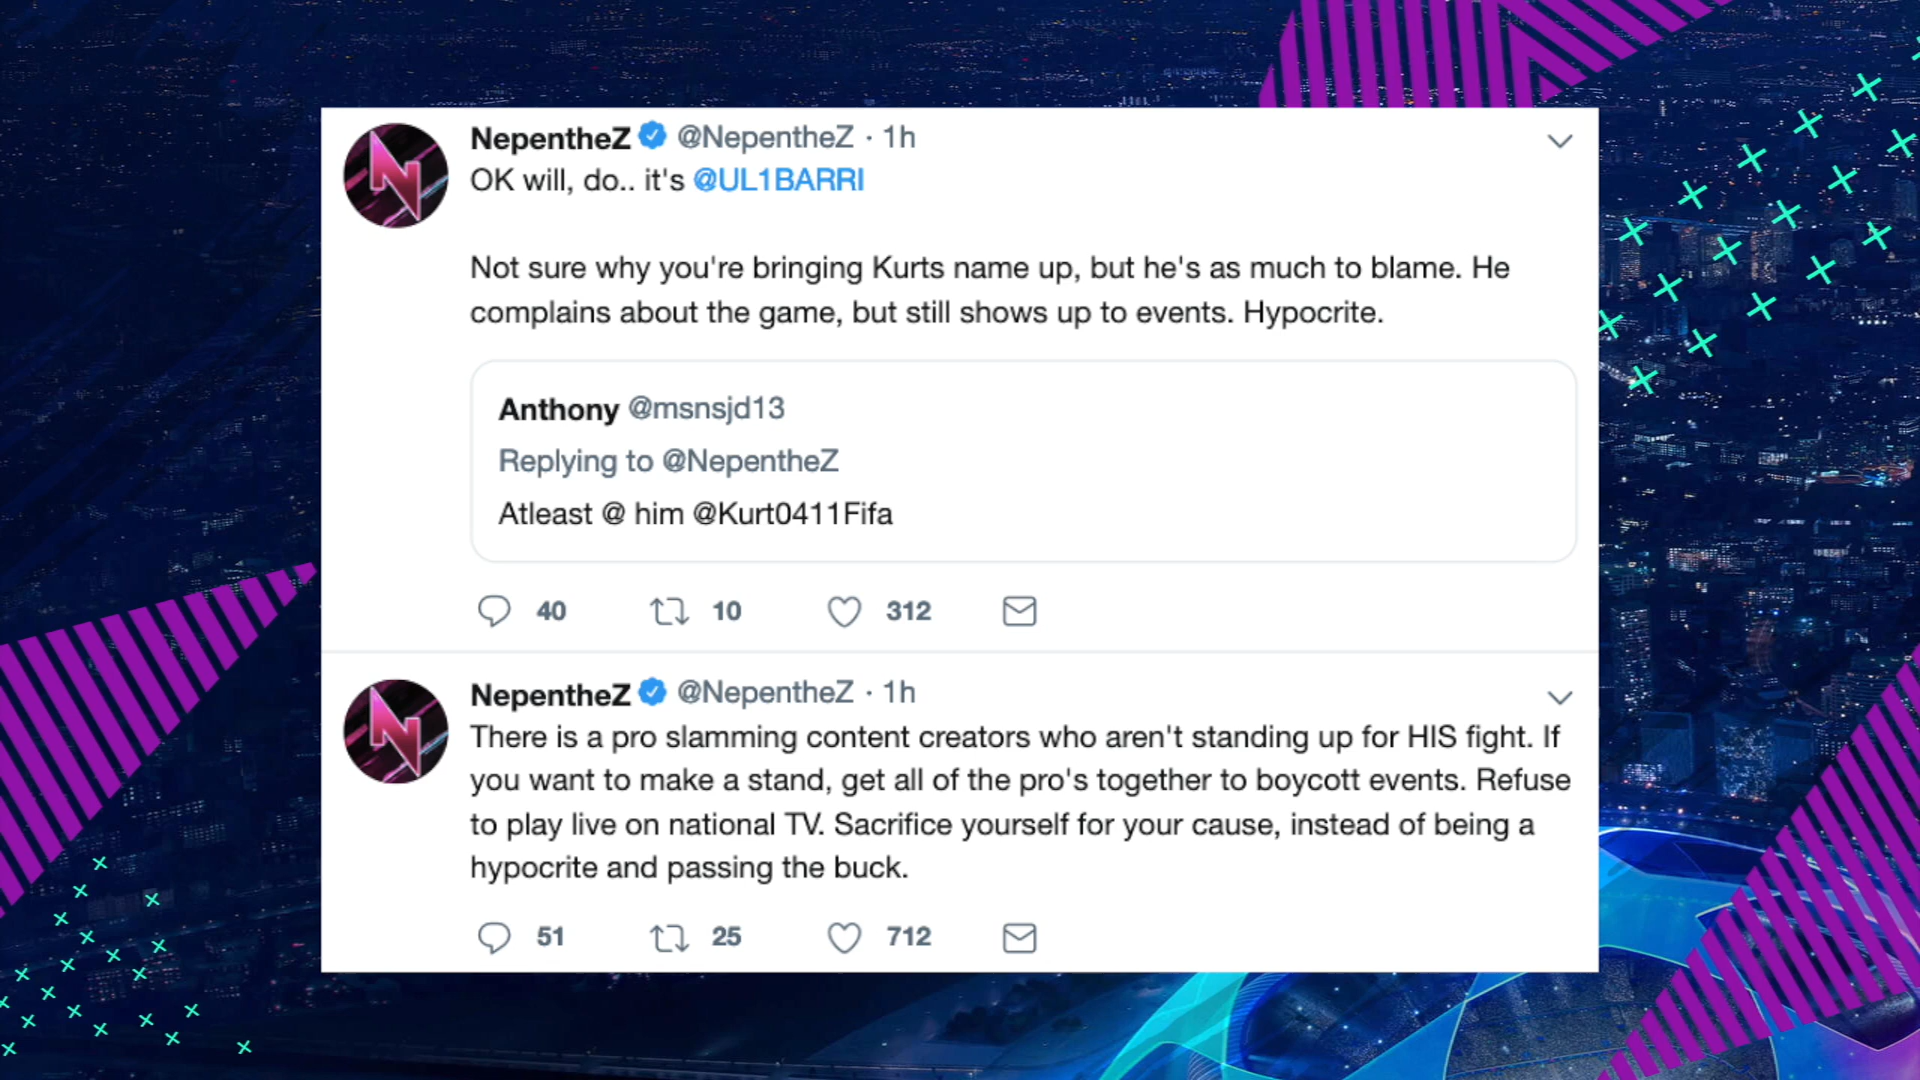 NepentheZ @NepentheZ · 1h
OK will, do.. it's @UL1BARRI
Not sure why you're bringing Kurts name up, but he's as much to blame. He
complains about the game, but still shows up to events. Hypocrite.
Anthony @msnsjd13
Replying to @NepentheZ
Atleast @ him @Kurt0411Fifa
40 10 312
NepentheZ @NepentheZ · 1h
There is a pro slamming content creators who aren't standing up for HIS fight. If
you want to make a stand, get all of the pro's together to boycott events. Refuse
to play live on national TV. Sacrifice yourself for your cause, instead of being a
hypocrite and passing the buck.
51 25 712